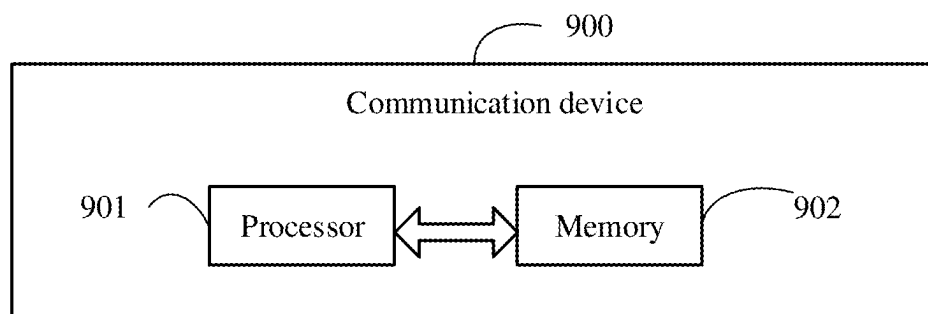 900
Communication device
901
Processor
Memory
902